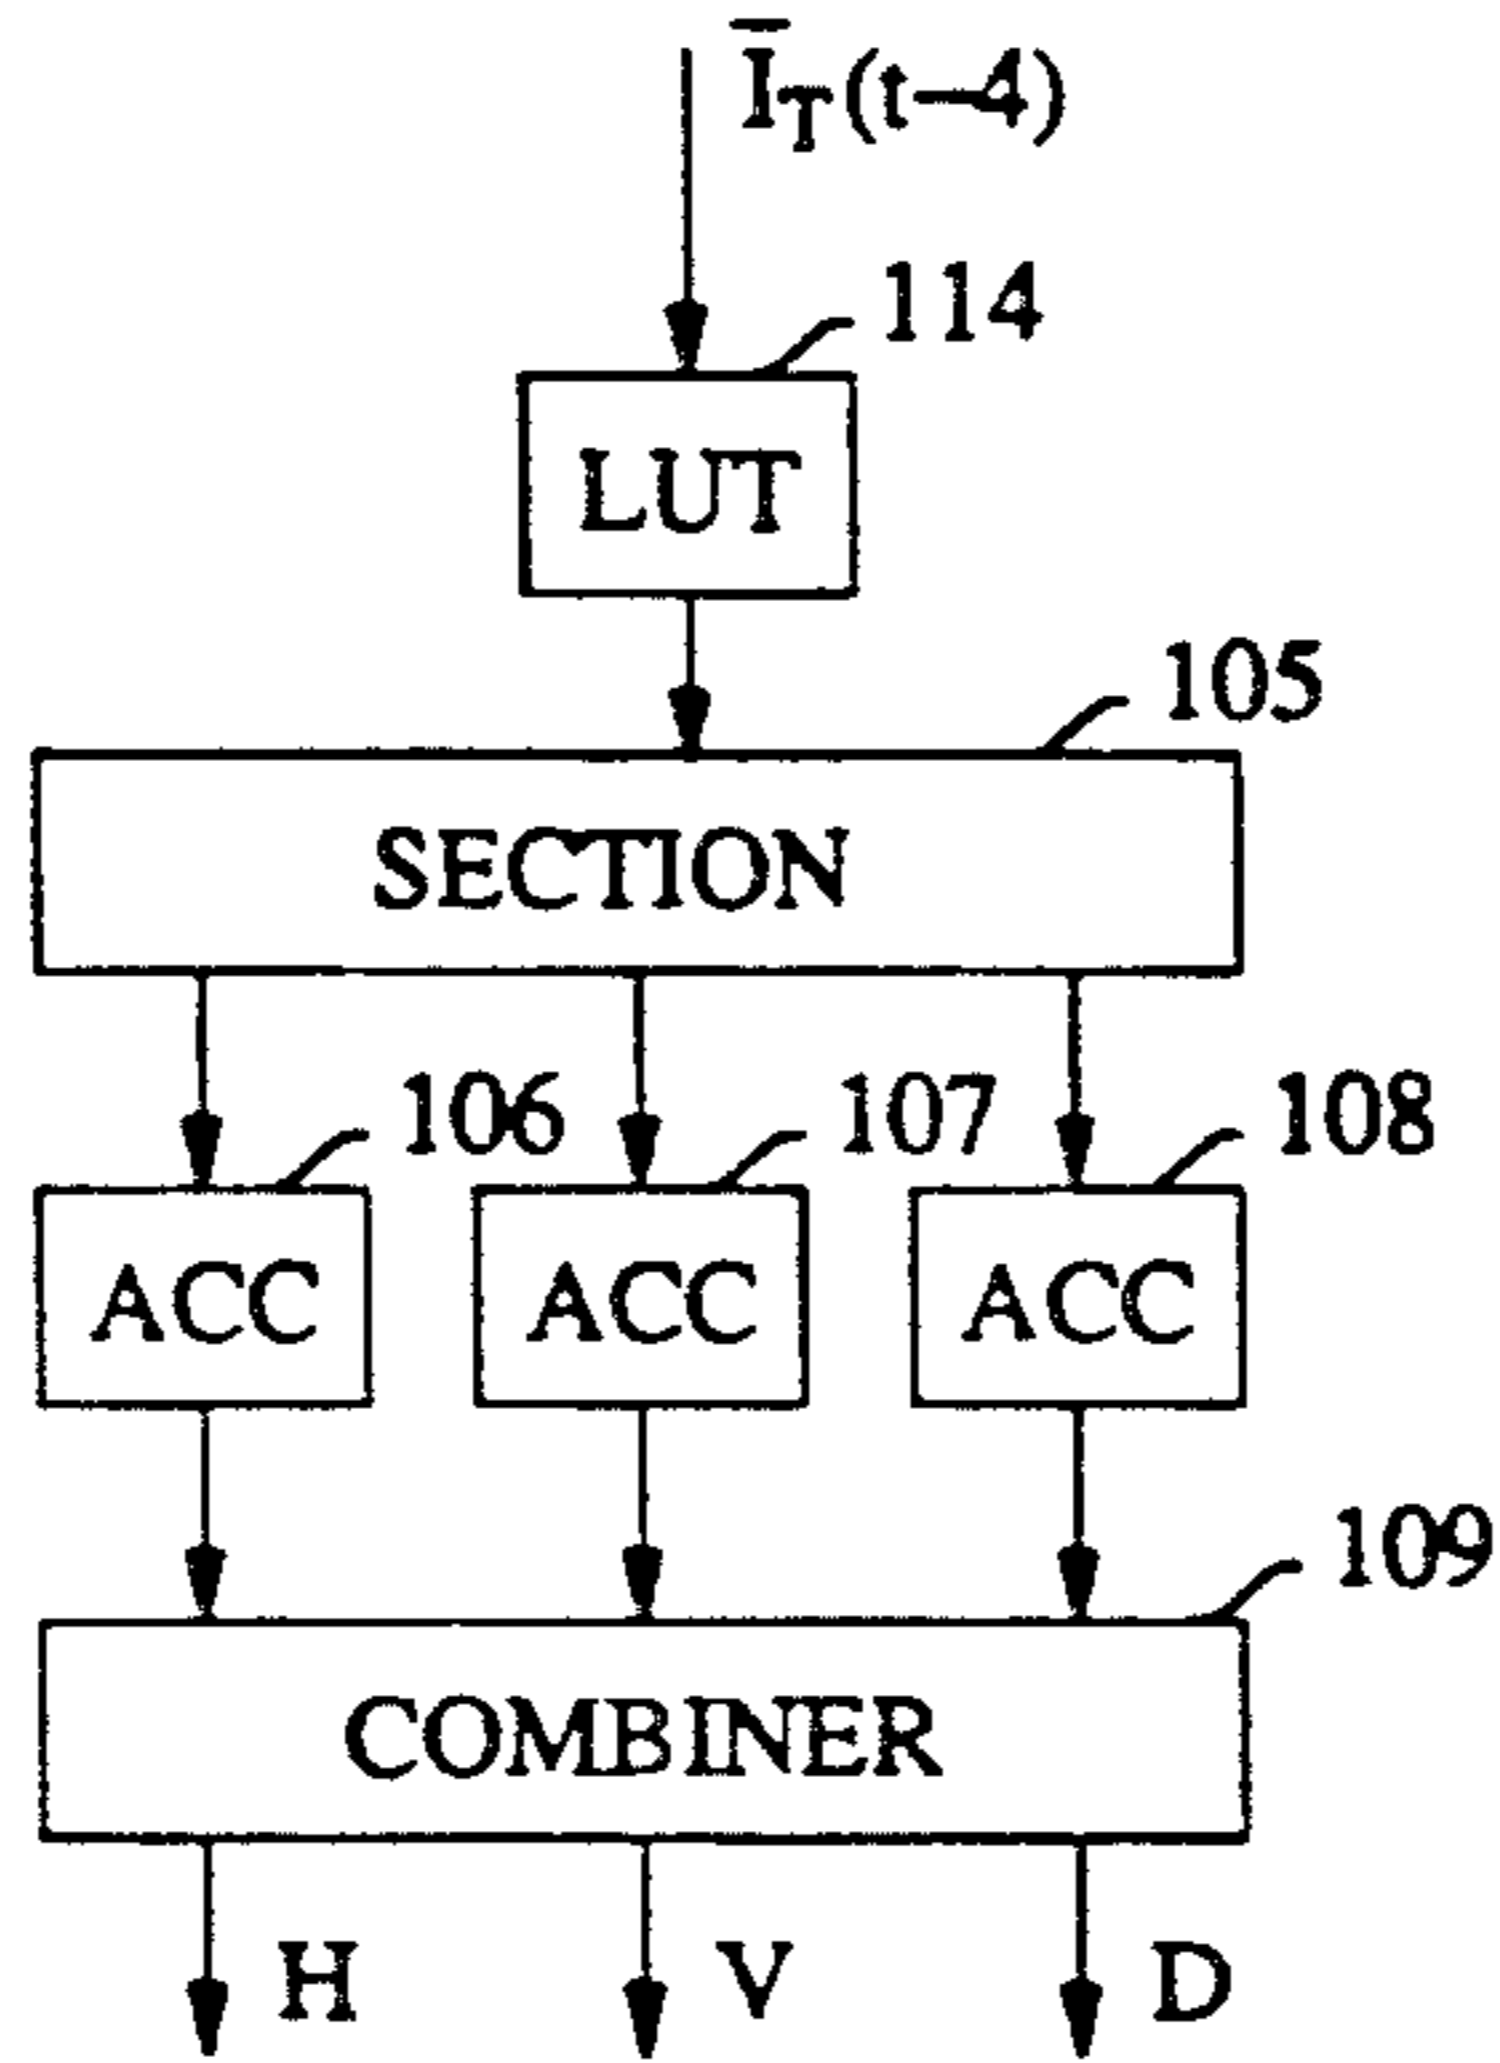 Ī_T(t-4)
114
LUT
105
SECTION
106 107 108
ACC ACC ACC
109
COMBINER
H V D